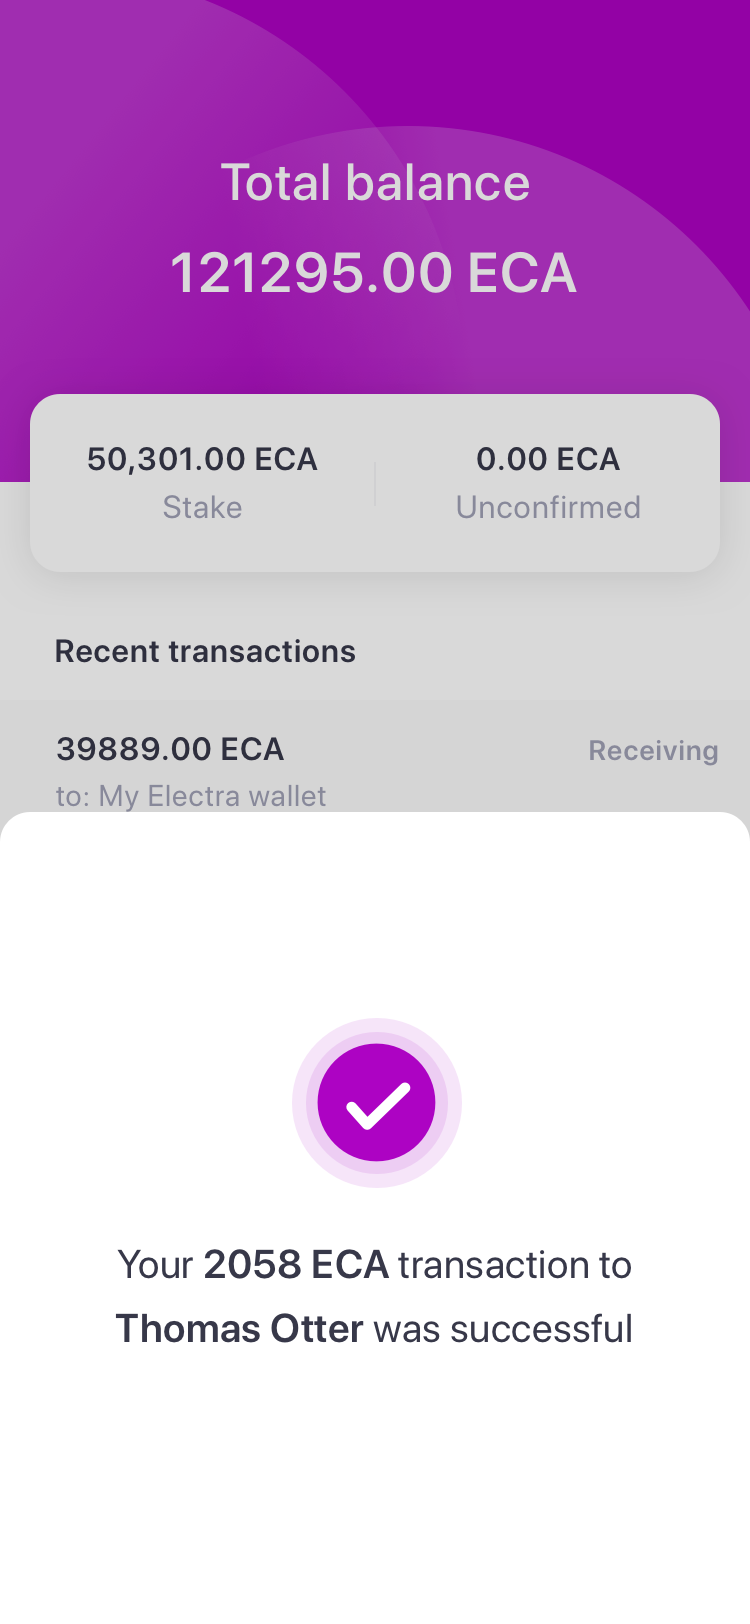 Total balance
121295.00 ECA
50,301.00 ECA
Stake
0.00 ECA
Unconfirmed
Recent transactions
39889.00 ECA
Receiving
to: My Electra wallet
Your 2058 ECA transaction to
Thomas Otter was successful